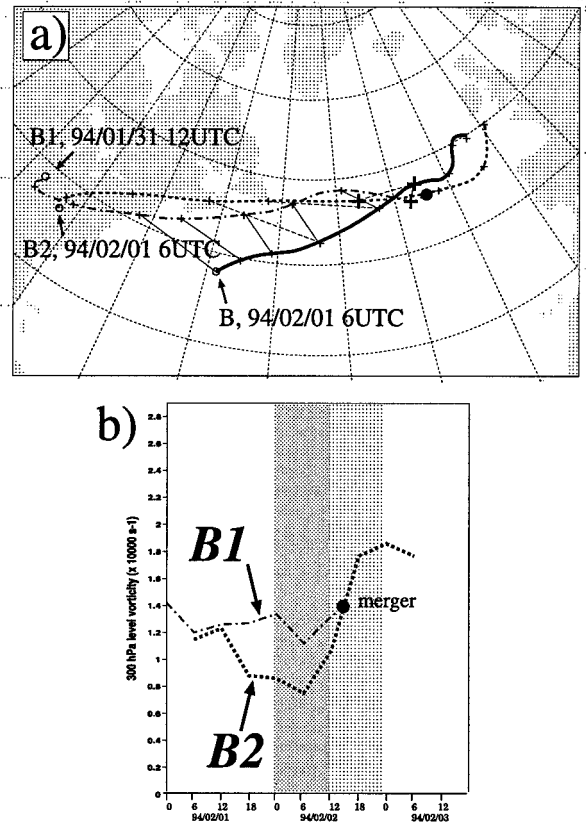 a)
B1, 94/01/31 12UTC
B2, 94/02/01 6UTC
B, 94/02/01 6UTC
b)
300 hPa level vorticity (x 10000 s-1)
2.8
2.6
2.4
2.2
2
1.8
1.6
1.4
1.2
1
0.8
0.6
0.4
0.2
0
B1
merger
B2
0 6 12 18 0 6 12 18 0 6 12
94/02/01 94/02/02 94/02/03